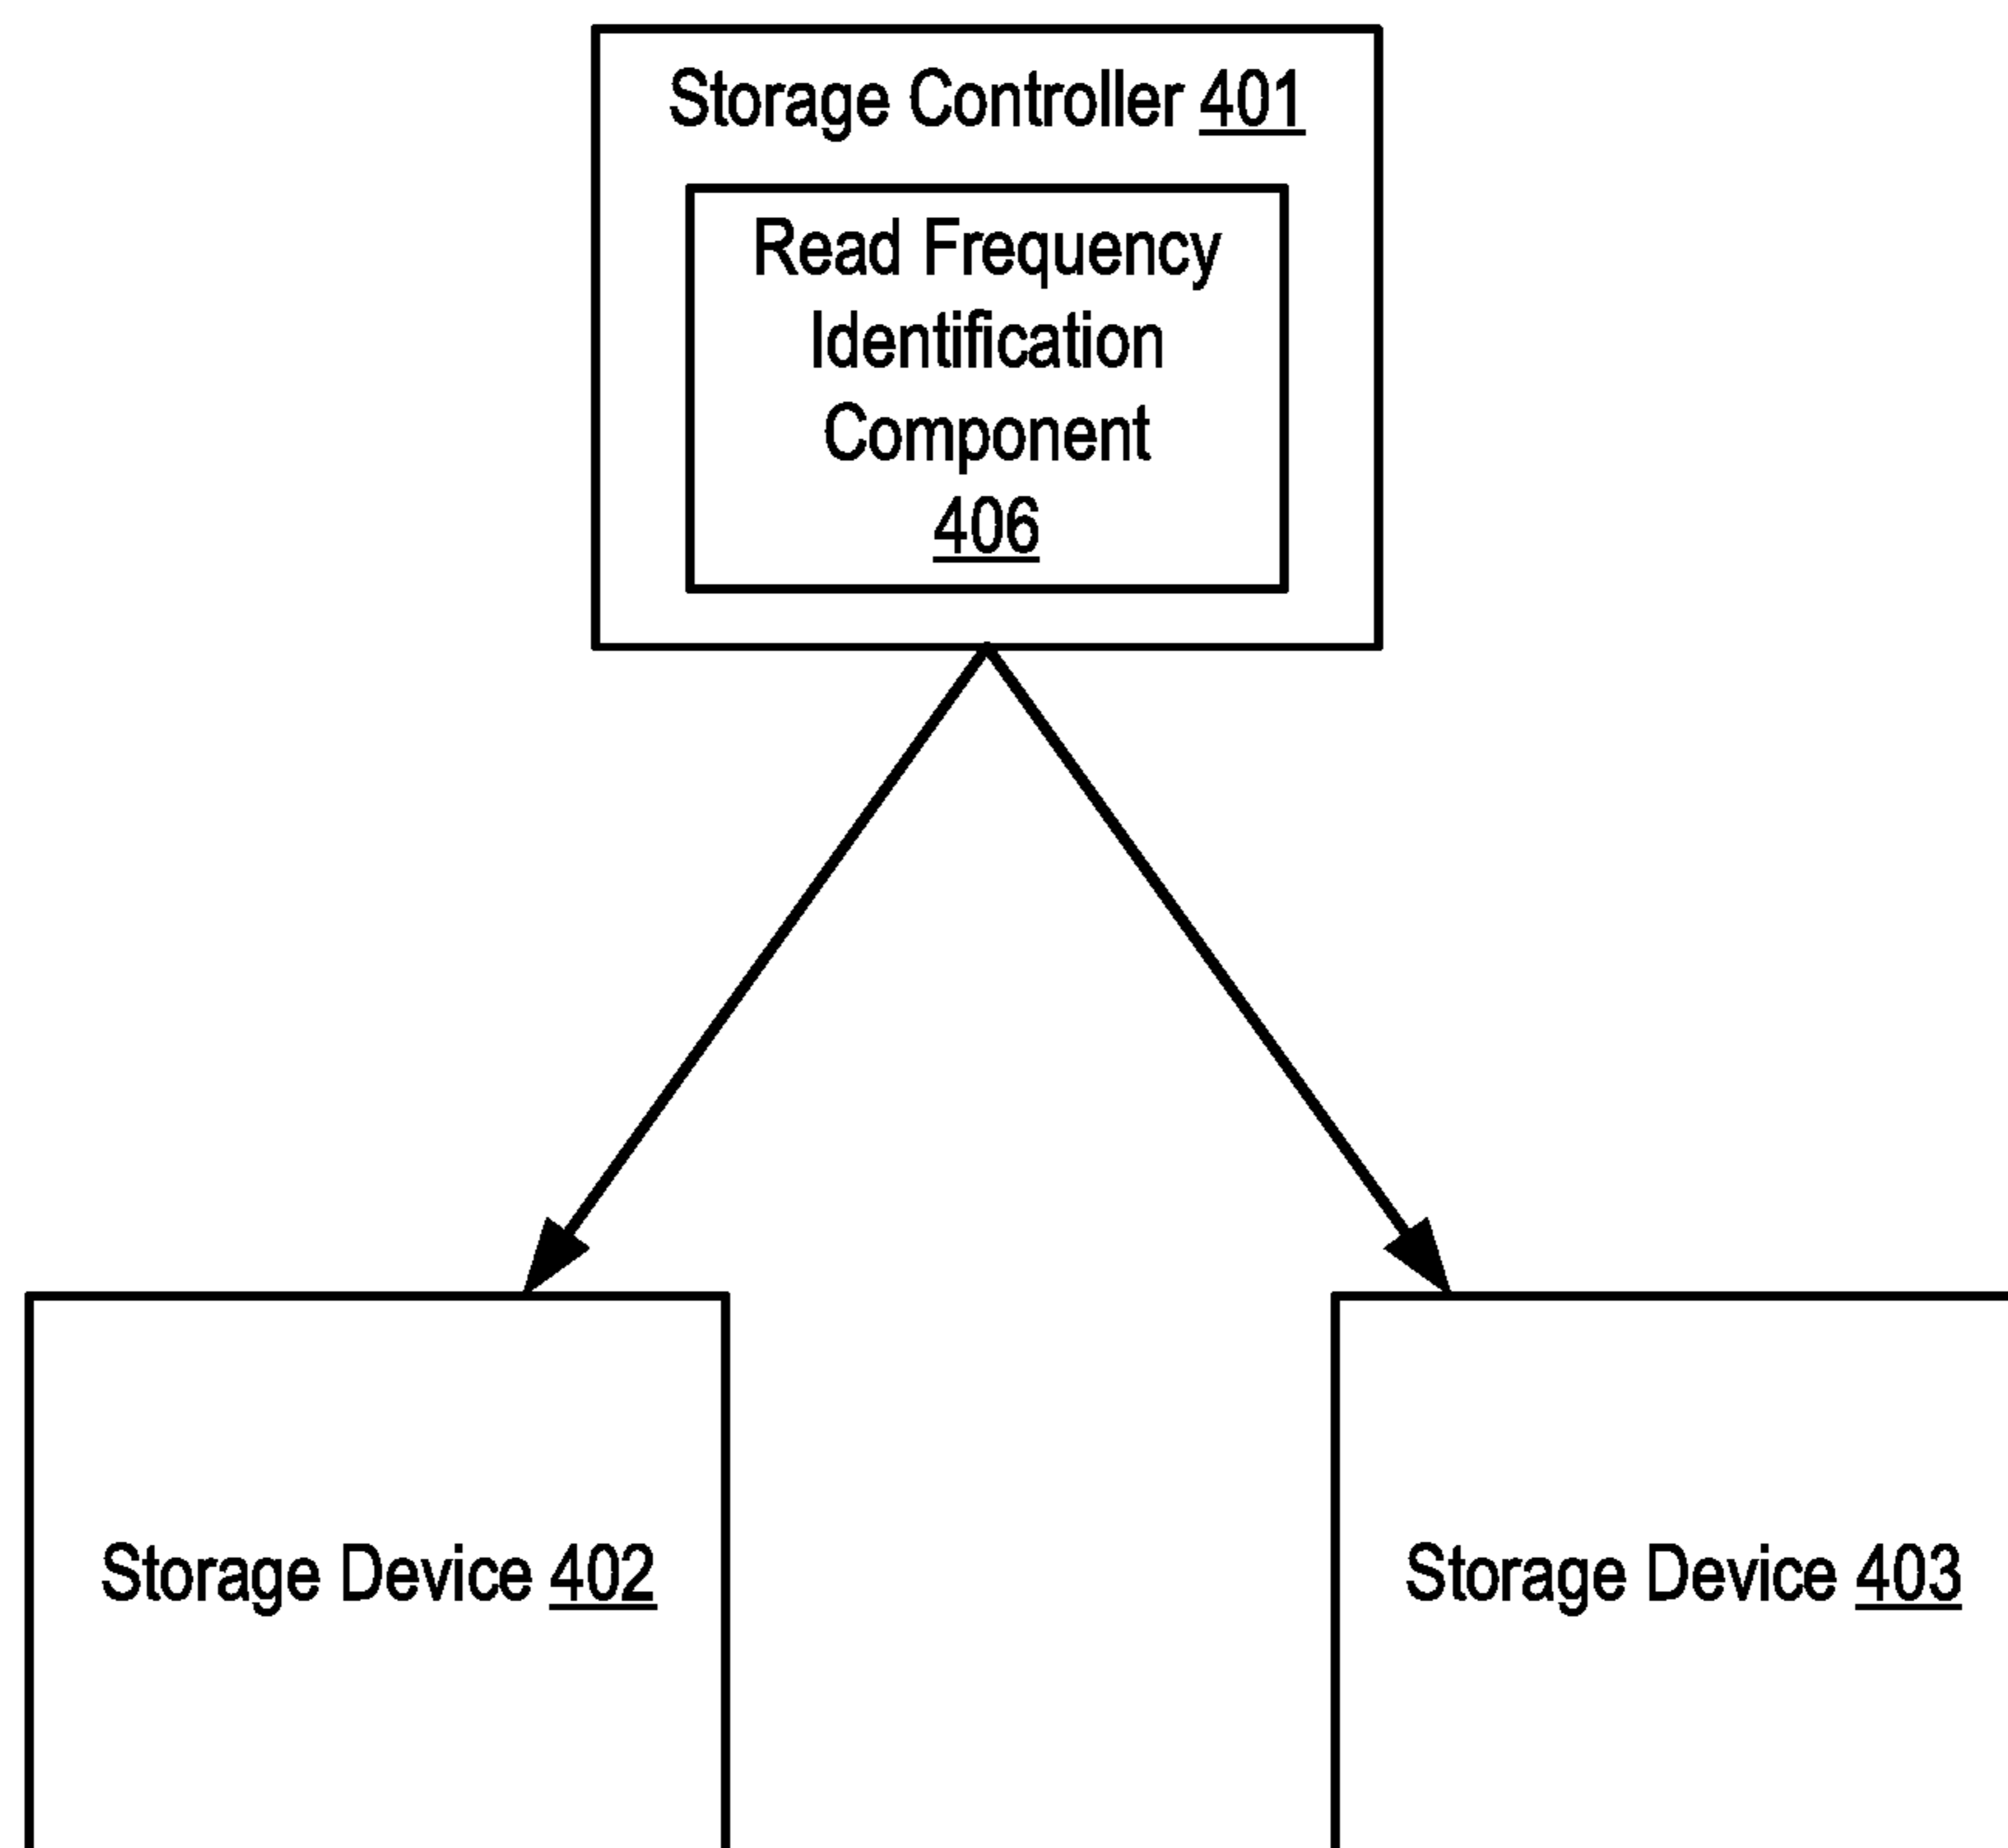 Storage Controller 401
Read Frequency
Identification
Component
406
Storage Device 402
Storage Device 403